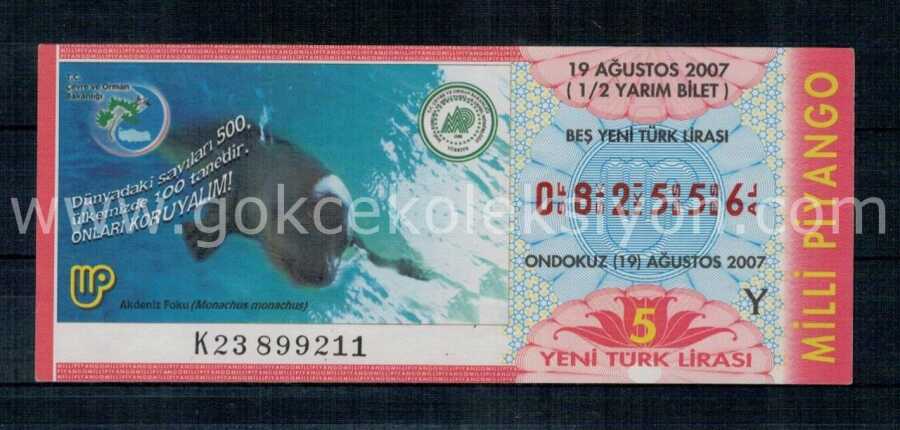 T.C.
Çevre ve Orman
Bakanlığı
Dünyadaki sayıları 500,
ülkemizde 100 tanedir.
ONLARI KORUYALIM!
Akdeniz Foku (Monachus monachus)
K23 899211
19 AĞUSTOS 2007
( 1/2 YARIM BİLET )
BEŞ YENİ TÜRK LİRASI
082556
ONDOKUZ (19) AĞUSTOS 2007
Y
5
YENİ TÜRK LİRASI
MİLLİ PİYANGO
www.gokcekoleksiyon.com